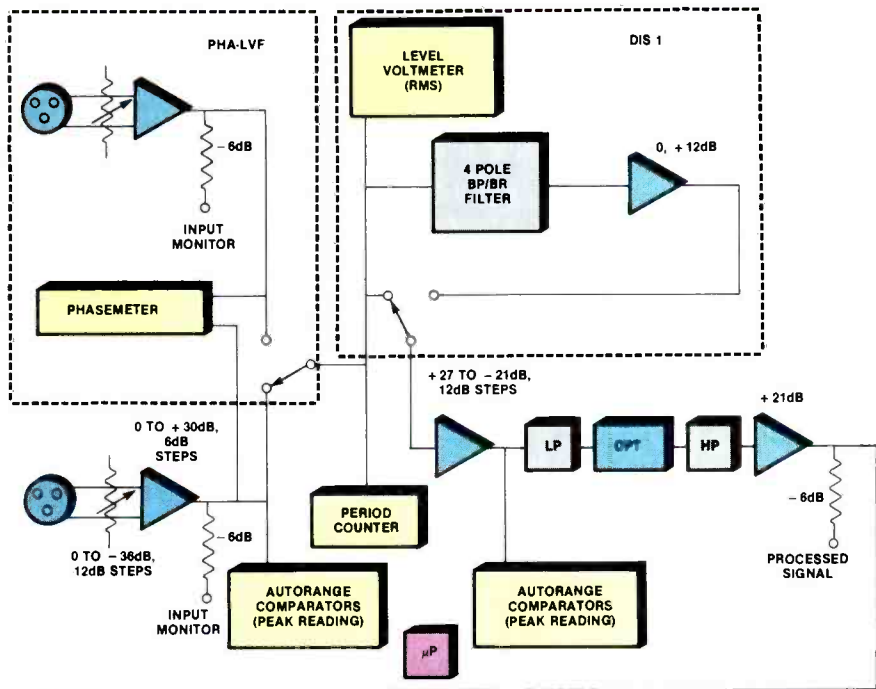 PHA-LVF
DIS 1
LEVEL
VOLTMETER
(RMS)
– 6dB
INPUT
MONITOR
4 POLE
BP/BR
FILTER
0, + 12dB
PHASEMETER
+ 27 TO – 21dB,
12dB STEPS
0 TO + 30dB,
6dB
STEPS
+ 21dB
LP
OPT
HP
– 6dB
PROCESSED
SIGNAL
PERIOD
COUNTER
– 6dB
0 TO – 36dB,
12dB STEPS
INPUT
MONITOR
AUTORANGE
COMPARATORS
(PEAK READING)
AUTORANGE
COMPARATORS
(PEAK READING)
μP